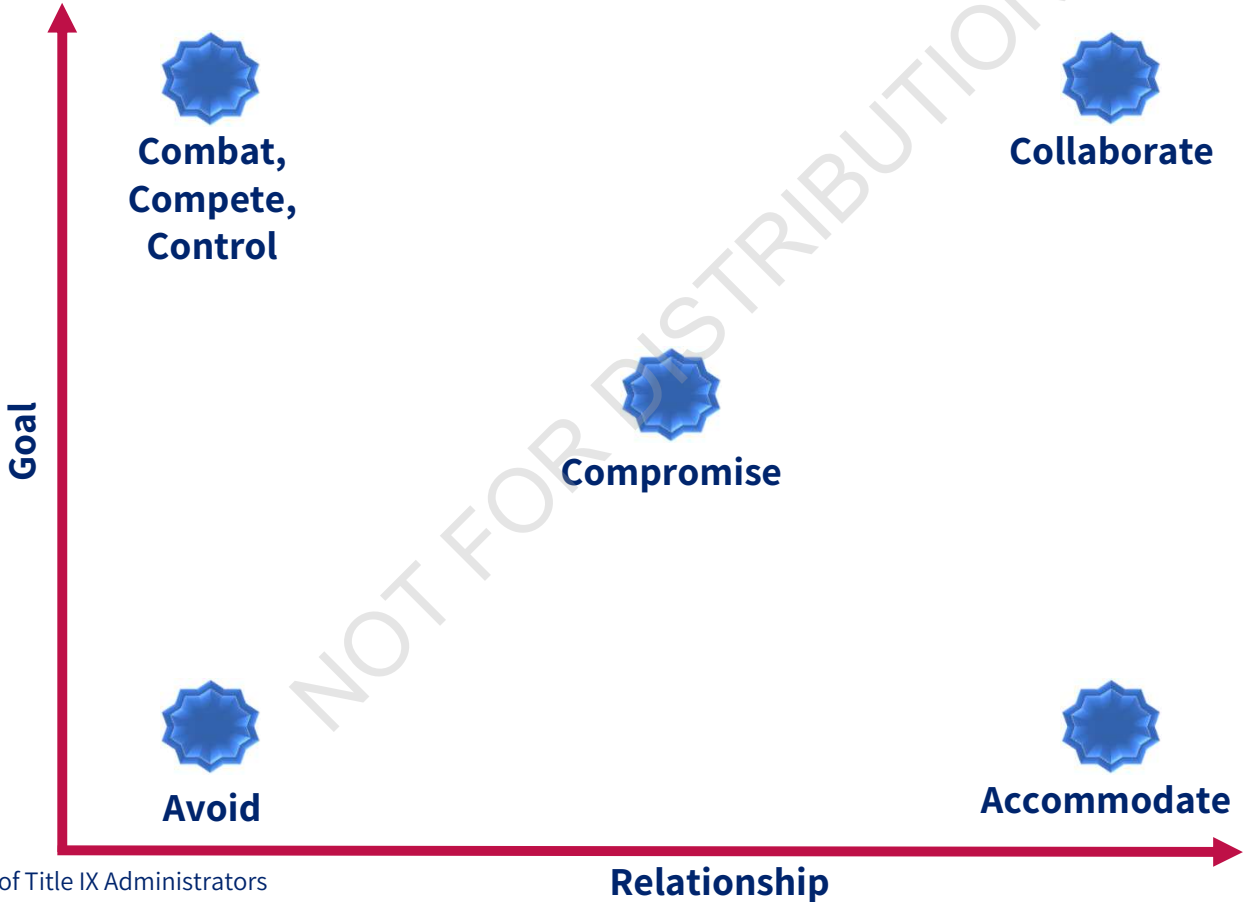 Combat,
Compete,
Control
Collaborate
Goal
Compromise
NOT FOR DISTRIBUTION
Avoid
Accommodate
of Title IX Administrators
Relationship